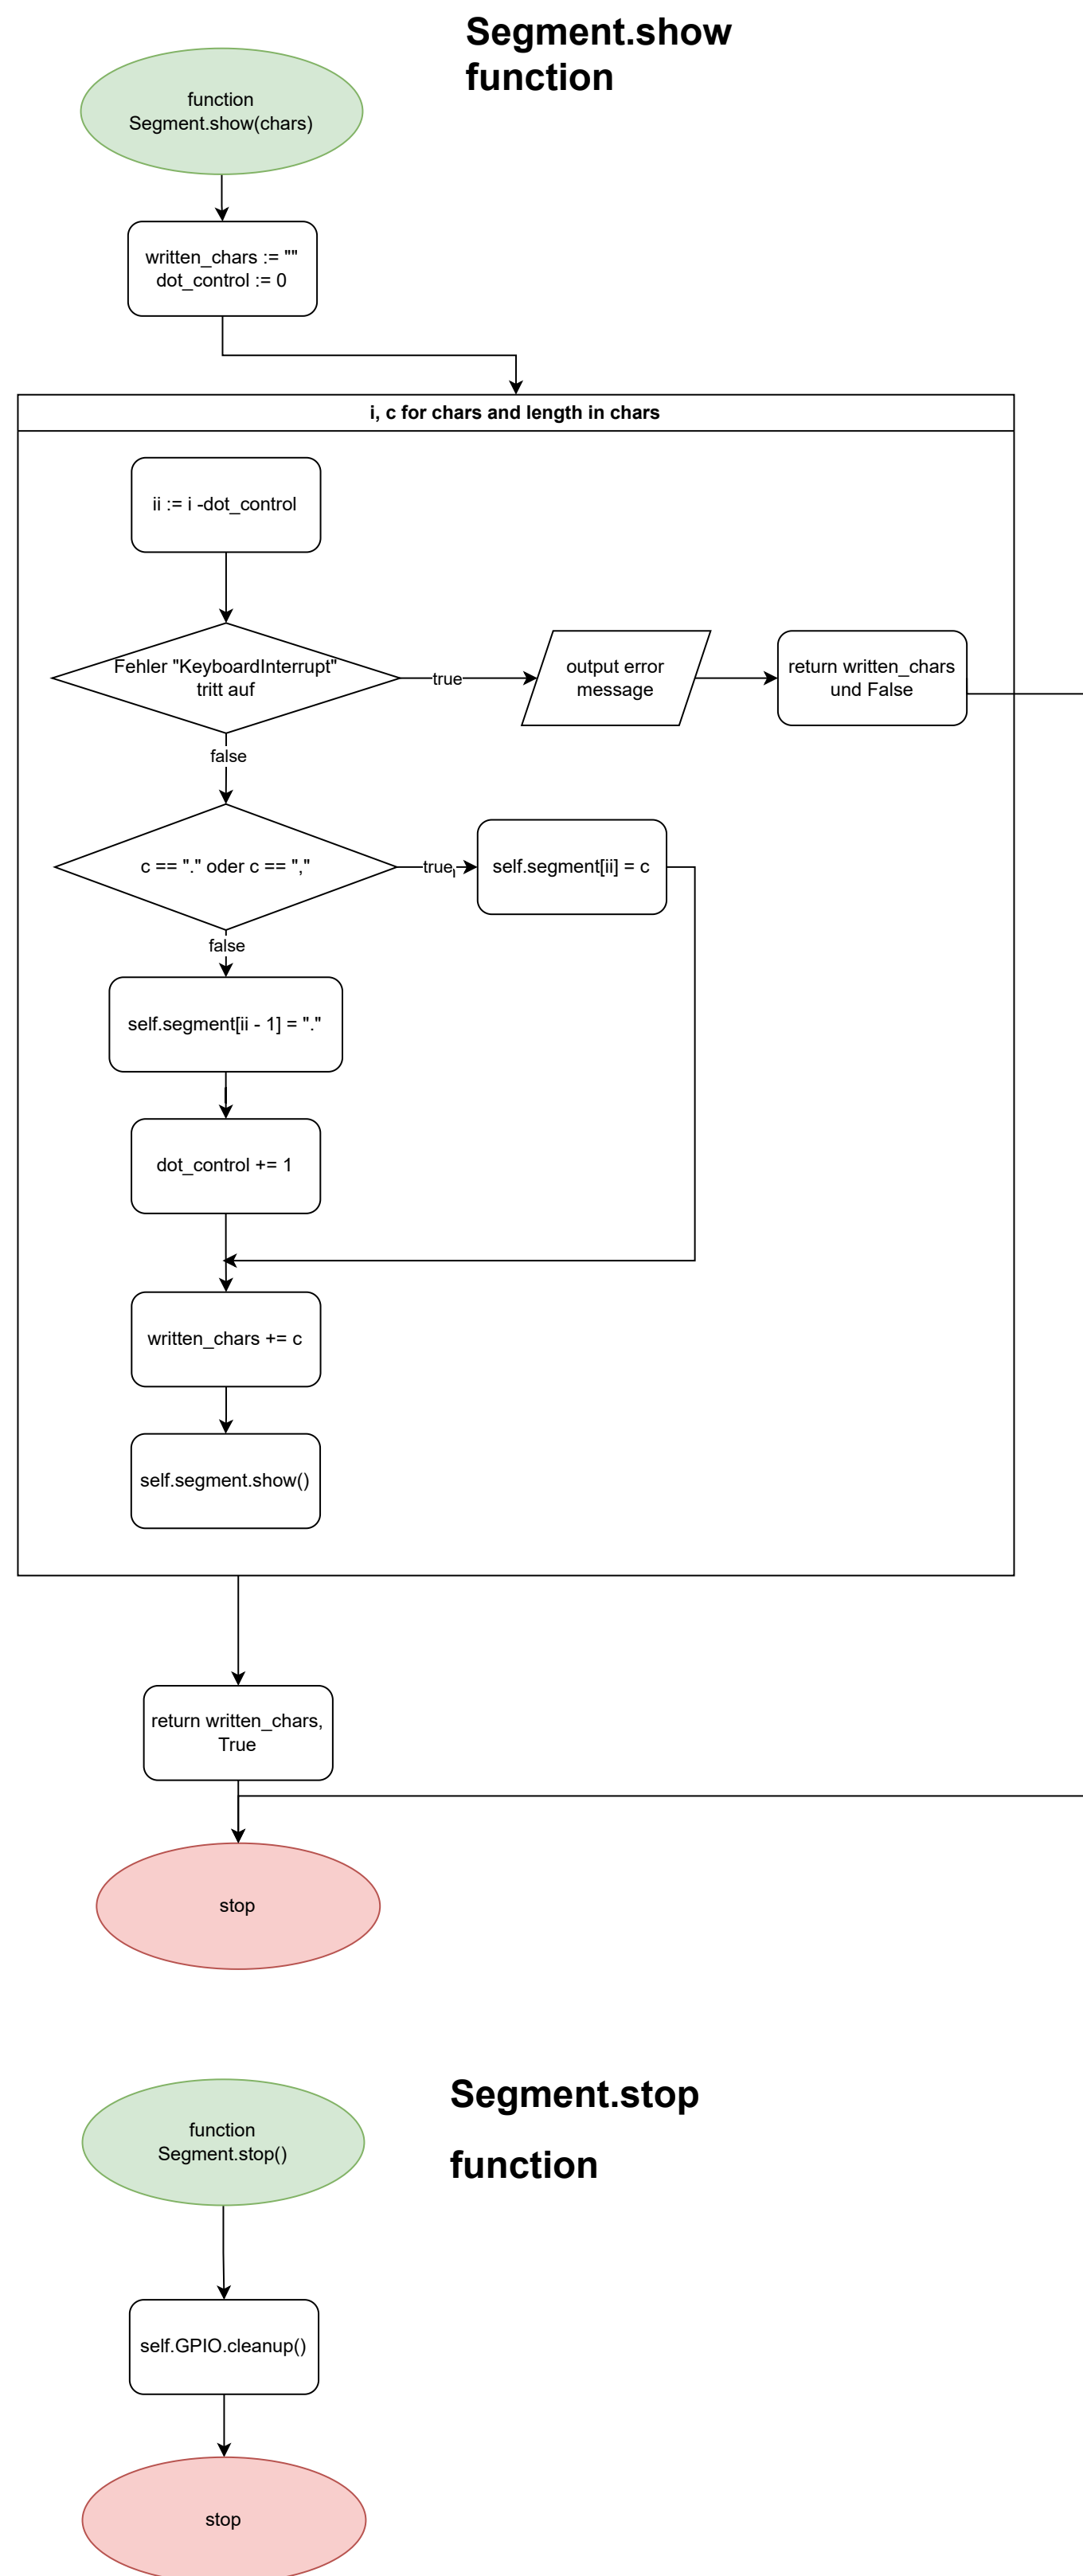 Segment.show
function
function
Segment.show(chars)
written_chars := ""
dot_control := 0
i, c for chars and length in chars
ii := i -dot_control
Fehler "KeyboardInterrupt"
tritt auf
true
output error
message
return written_chars
und False
false
c == "." oder c == ","
true
self.segment[ii] = c
false
self.segment[ii - 1] = "."
dot_control += 1
written_chars += c
self.segment.show()
return written_chars,
True
stop
Segment.stop
function
function
Segment.stop()
self.GPIO.cleanup()
stop